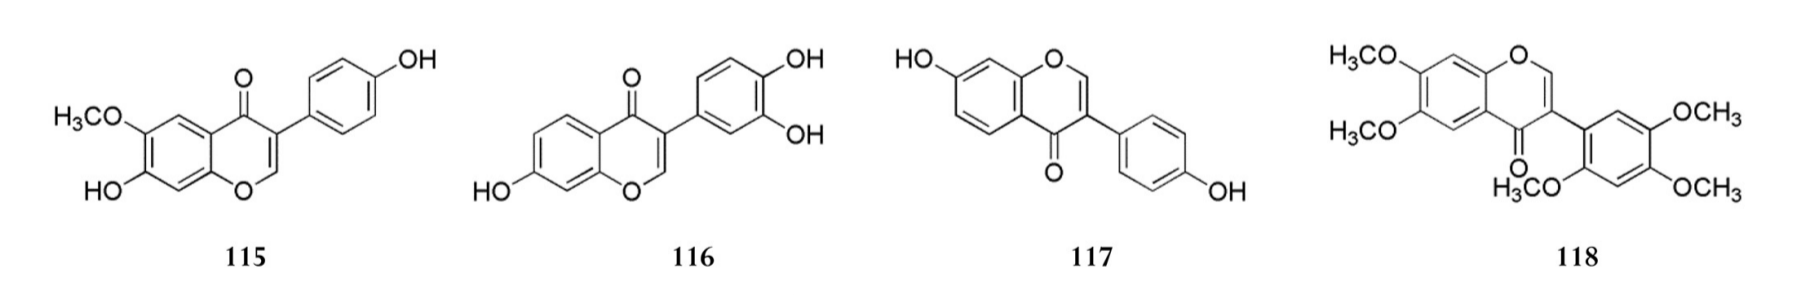 O OH H₃CO HO O
O OH OH HO O
HO O O OH
H₃CO O H₃CO OCH₃ O H₃CO OCH₃
115 116 117 118